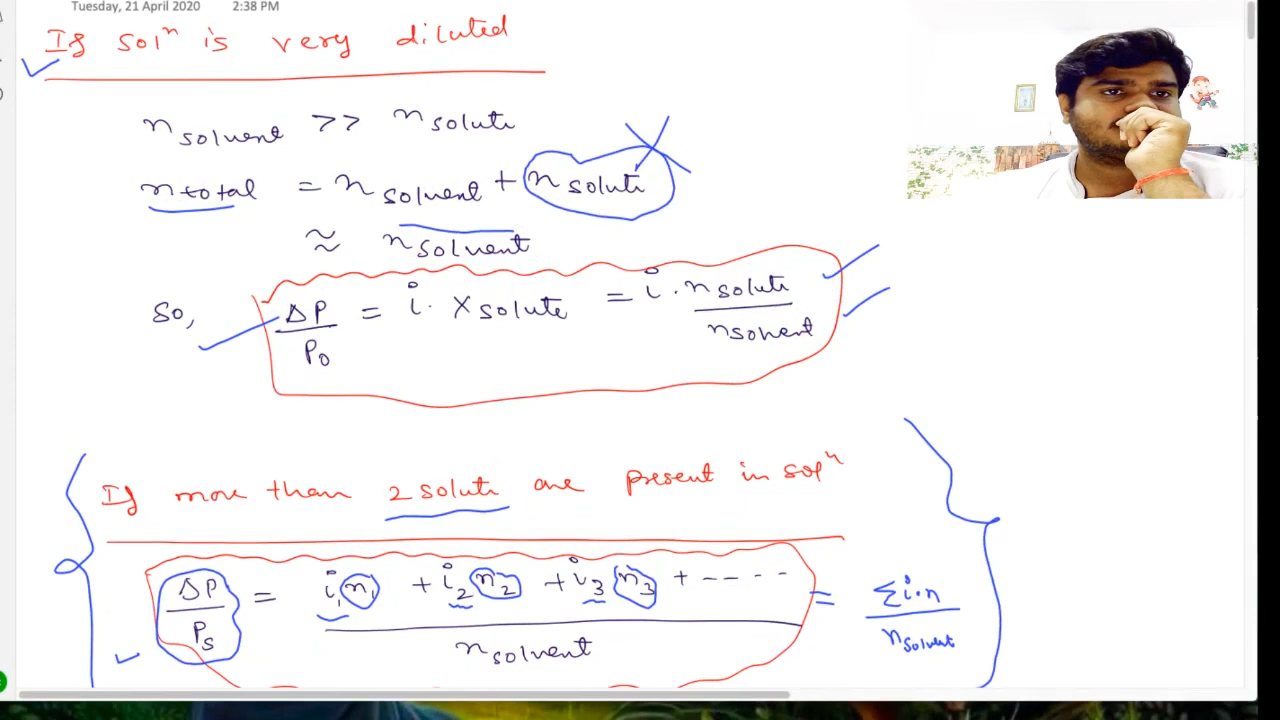 Tuesday, 21 April 2020 2:38 PM
If solⁿ is very diluted
n solvent >> n solute
n total = n solvent + n solute
≈ n solvent
So, ΔP/P₀ = i. X solute = i. n solute / n solvent
If more than 2 solute are present in solⁿ
ΔP/Pₛ = i₁n₁ + i₂n₂ + i₃n₃ + ---- / n solvent = Σi.n / n solvent